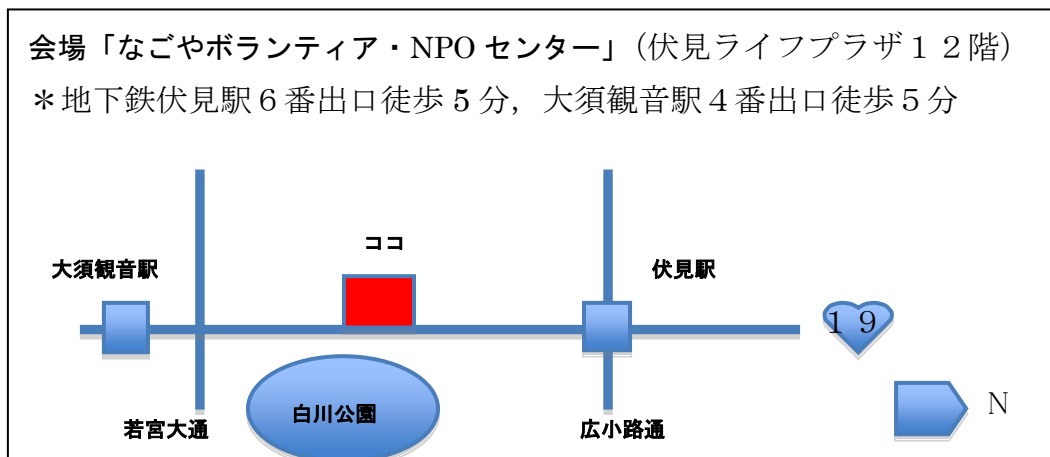 会場「なごやボランティア・NPO センター」（伏見ライフプラザ１２階）
＊地下鉄伏見駅６番出口徒歩 5 分，大須観音駅４番出口徒歩５分
ココ
大須観音駅
伏見駅
１９
N
白川公園
若宮大通
広小路通